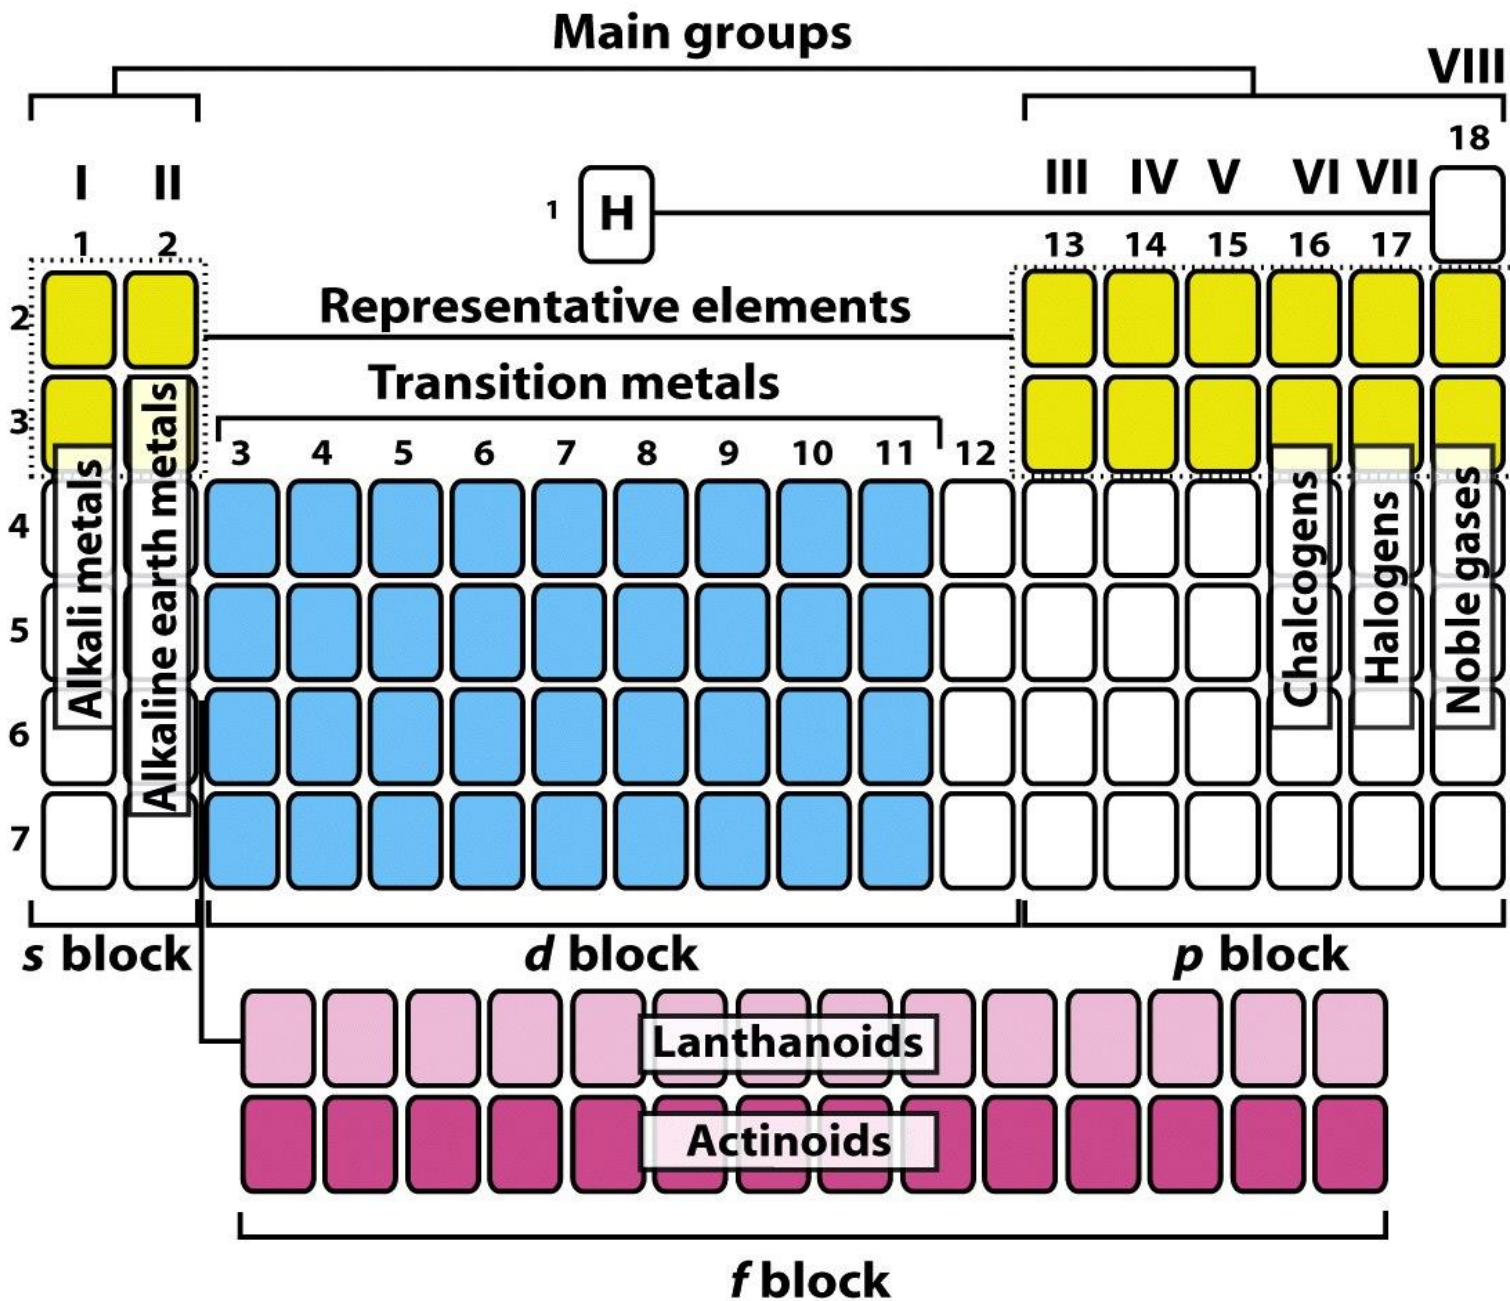 Main groups
VIII
18
I II
III IV V VI VII
1 H
1 2
13 14 15 16 17
2
Representative elements
Transition metals
3
3 4 5 6 7 8 9 10 11 12
4
5
6
7
Alkali metals
Alkaline earth metals
Chalcogens
Halogens
Noble gases
s block
d block
p block
Lanthanoids
Actinoids
f block